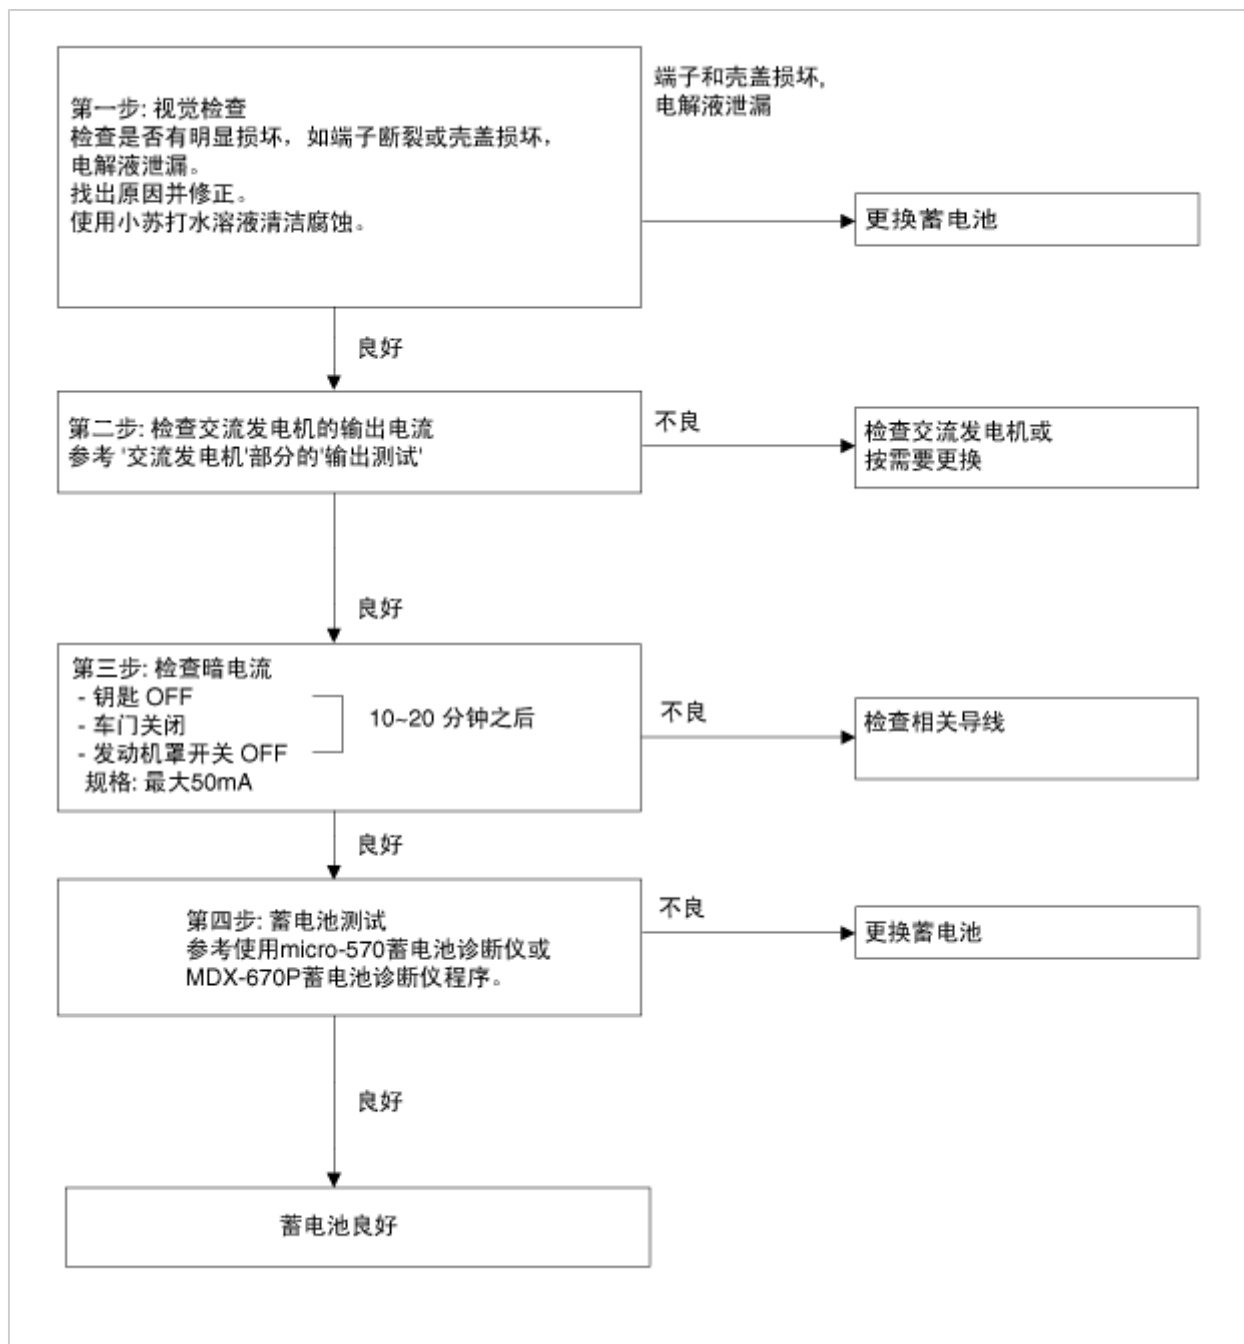 第一步: 视觉检查
检查是否有明显损坏，如端子断裂或壳盖损坏，
电解液泄漏。
找出原因并修正。
使用小苏打水溶液清洁腐蚀。
端子和壳盖损坏,
电解液泄漏
更换蓄电池
良好
第二步: 检查交流发电机的输出电流
参考 '交流发电机'部分的'输出测试'
不良
检查交流发电机或
按需要更换
良好
第三步: 检查暗电流
- 钥匙 OFF
- 车门关闭
- 发动机罩开关 OFF
规格: 最大50mA
10~20 分钟之后
不良
检查相关导线
良好
第四步: 蓄电池测试
参考使用micro-570蓄电池诊断仪或
MDX-670P蓄电池诊断仪程序。
不良
更换蓄电池
良好
蓄电池良好